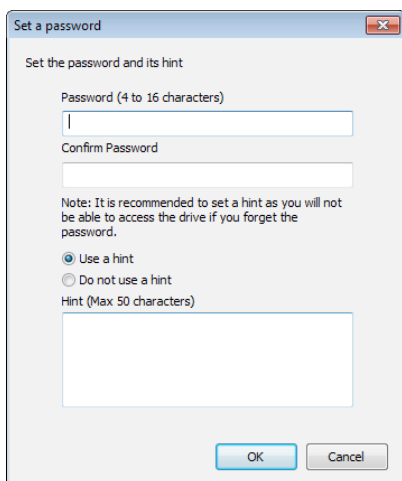 Set a password
Set the password and its hint
Password (4 to 16 characters)
Confirm Password
Note: It is recommended to set a hint as you will not
be able to access the drive if you forget the
password.
Use a hint
Do not use a hint
Hint (Max 50 characters)
OK Cancel